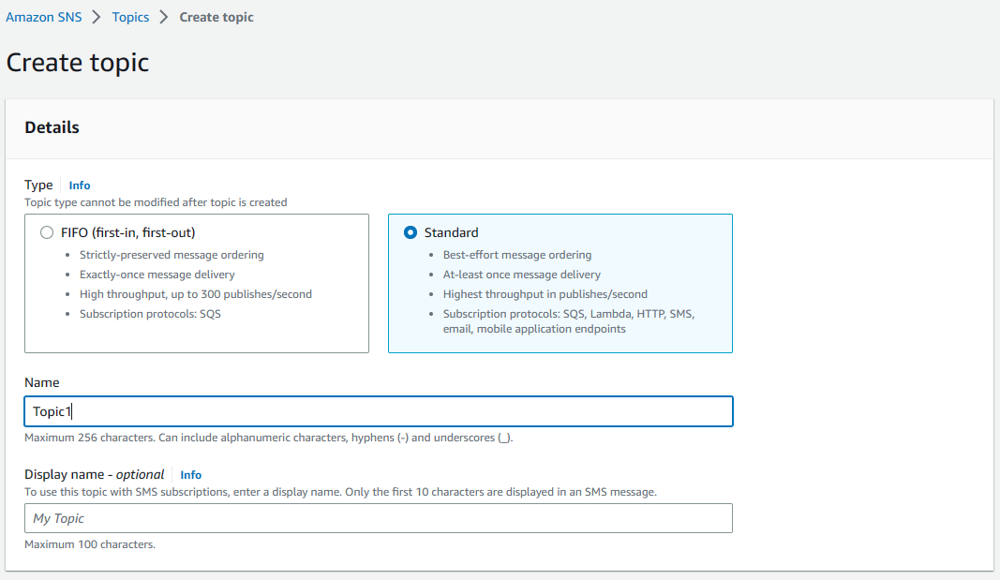 Amazon SNS > Topics > Create topic
Create topic
Details
Type Info
Topic type cannot be modified after topic is created
FIFO (first-in, first-out)
• Strictly-preserved message ordering
• Exactly-once message delivery
• High throughput, up to 300 publishes/second
• Subscription protocols: SQS
Standard
• Best-effort message ordering
• At-least once message delivery
• Highest throughput in publishes/second
• Subscription protocols: SQS, Lambda, HTTP, SMS,
email, mobile application endpoints
Name
Topic1
Maximum 256 characters. Can include alphanumeric characters, hyphens (-) and underscores (_).
Display name - optional Info
To use this topic with SMS subscriptions, enter a display name. Only the first 10 characters are displayed in an SMS message.
My Topic
Maximum 100 characters.